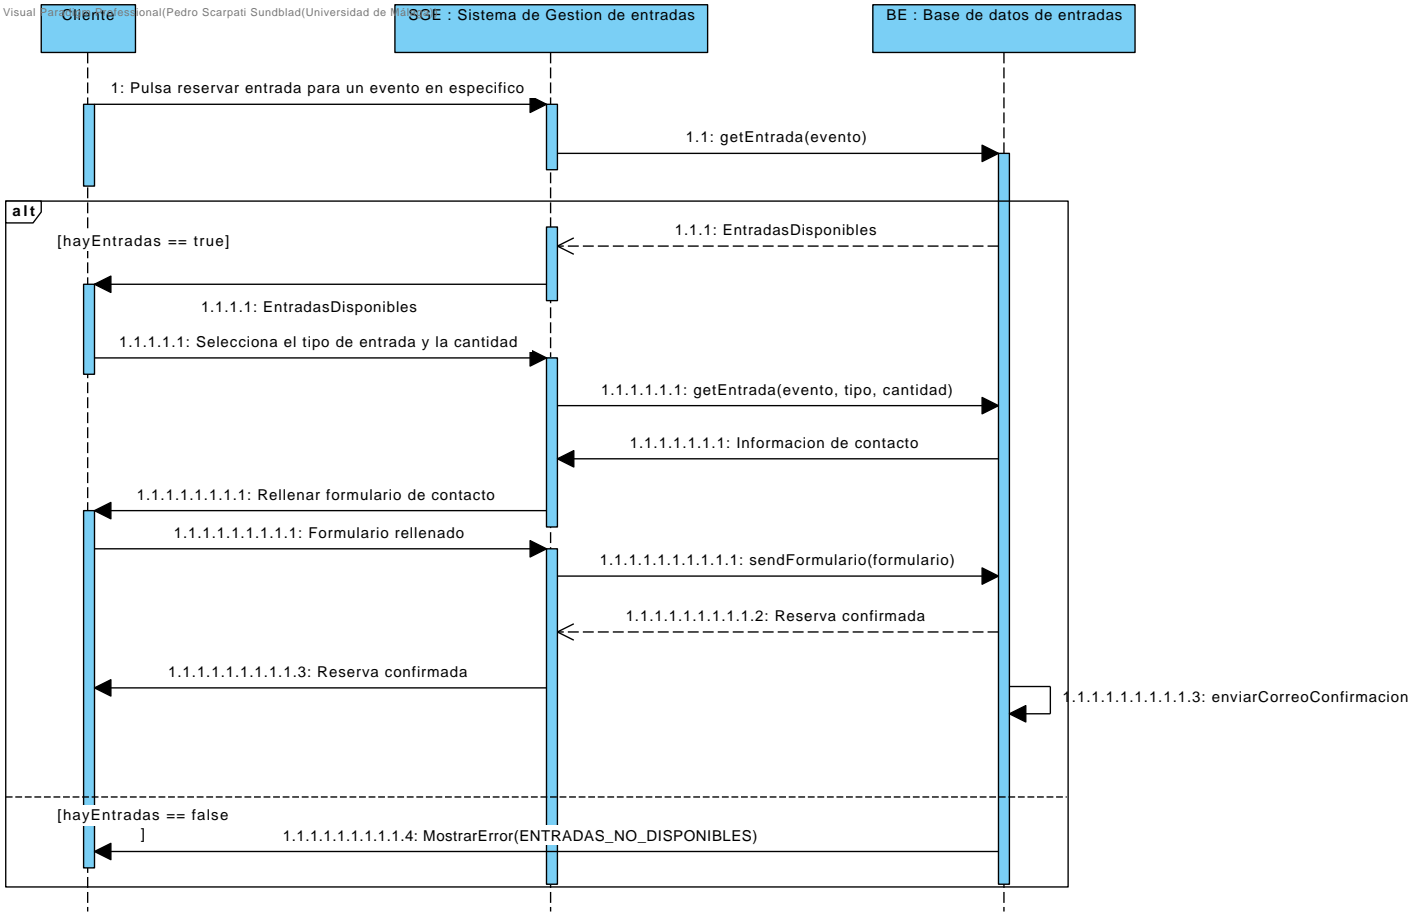 Visual Paradigm Professional(Pedro Scarpati Sundblad(Universidad de Málaga))
Cliente
SGE : Sistema de Gestion de entradas
BE : Base de datos de entradas
1: Pulsa reservar entrada para un evento en especifico
1.1: getEntrada(evento)
alt
[hayEntradas == true]
1.1.1: EntradasDisponibles
1.1.1.1: EntradasDisponibles
1.1.1.1.1: Selecciona el tipo de entrada y la cantidad
1.1.1.1.1.1: getEntrada(evento, tipo, cantidad)
1.1.1.1.1.1.1: Informacion de contacto
1.1.1.1.1.1.1.1: Rellenar formulario de contacto
1.1.1.1.1.1.1.1.1: Formulario rellenado
1.1.1.1.1.1.1.1.1.1: sendFormulario(formulario)
1.1.1.1.1.1.1.1.1.2: Reserva confirmada
1.1.1.1.1.1.1.1.1.3: Reserva confirmada
1.1.1.1.1.1.1.1.1.3: enviarCorreoConfirmacion
[hayEntradas == false
]
1.1.1.1.1.1.1.1.1.4: MostrarError(ENTRADAS_NO_DISPONIBLES)